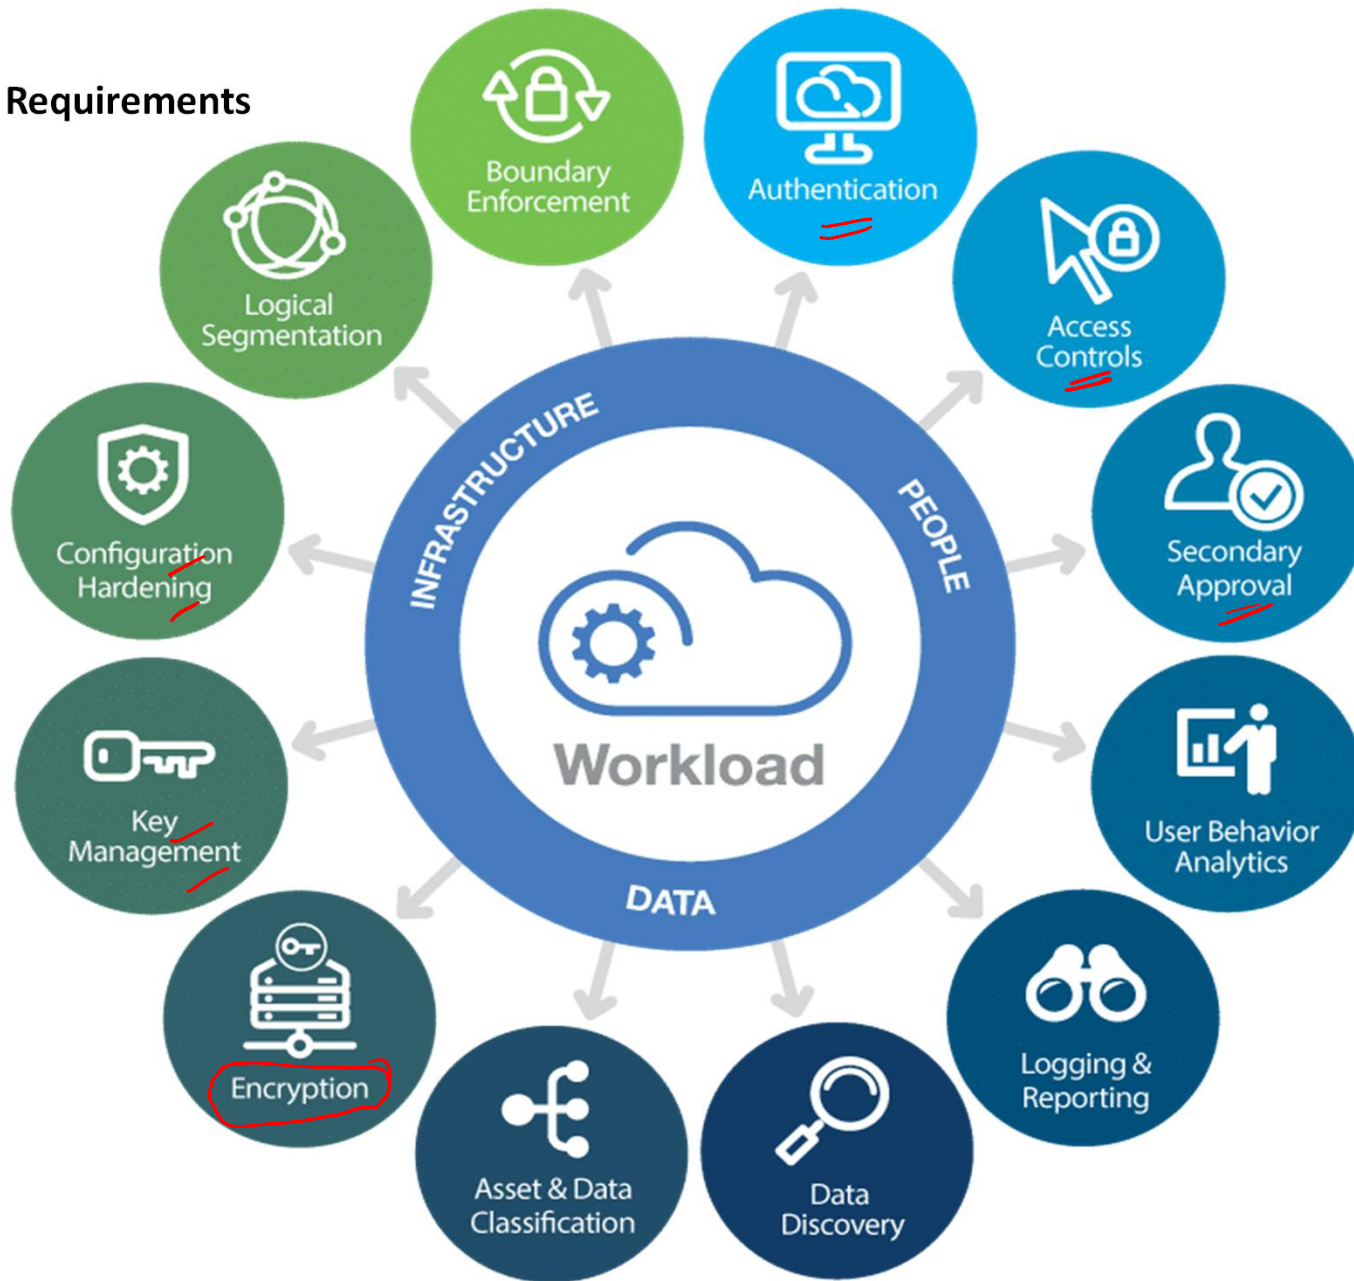 Requirements
Boundary
Enforcement
Authentication
Access
Controls
Secondary
Approval
User Behavior
Analytics
Logging &
Reporting
Data
Discovery
Asset & Data
Classification
Encryption
Key
Management
Configuration
Hardening
Logical
Segmentation
INFRASTRUCTURE
PEOPLE
DATA
Workload